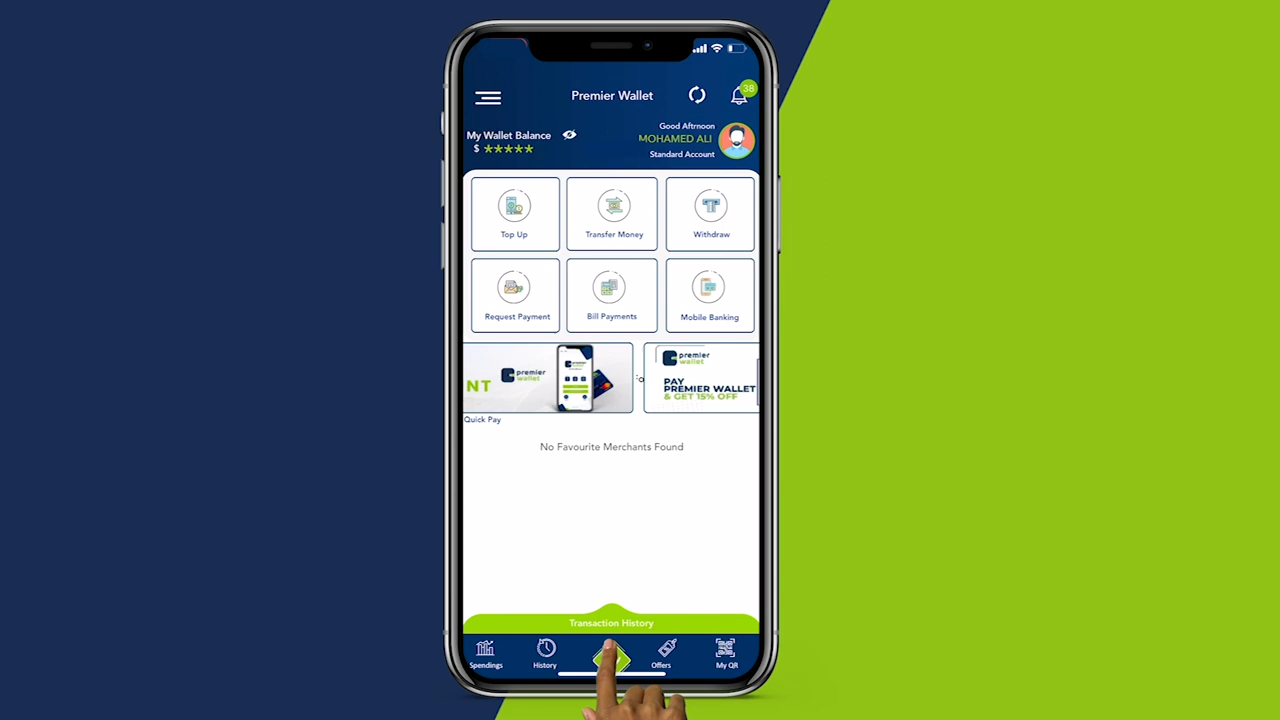 Premier Wallet
38
My Wallet Balance
$ *****
Good Aftrnoon
MOHAMED ALI
Standard Account
Top Up
Transfer Money
Withdraw
Request Payment
Bill Payments
Mobile Banking
NT
premier
wallet
premier
wallet
PAY
PREMIER WALLET
& GET 15% OFF
Quick Pay
No Favourite Merchants Found
Transaction History
Spendings
History
Offers
My QR